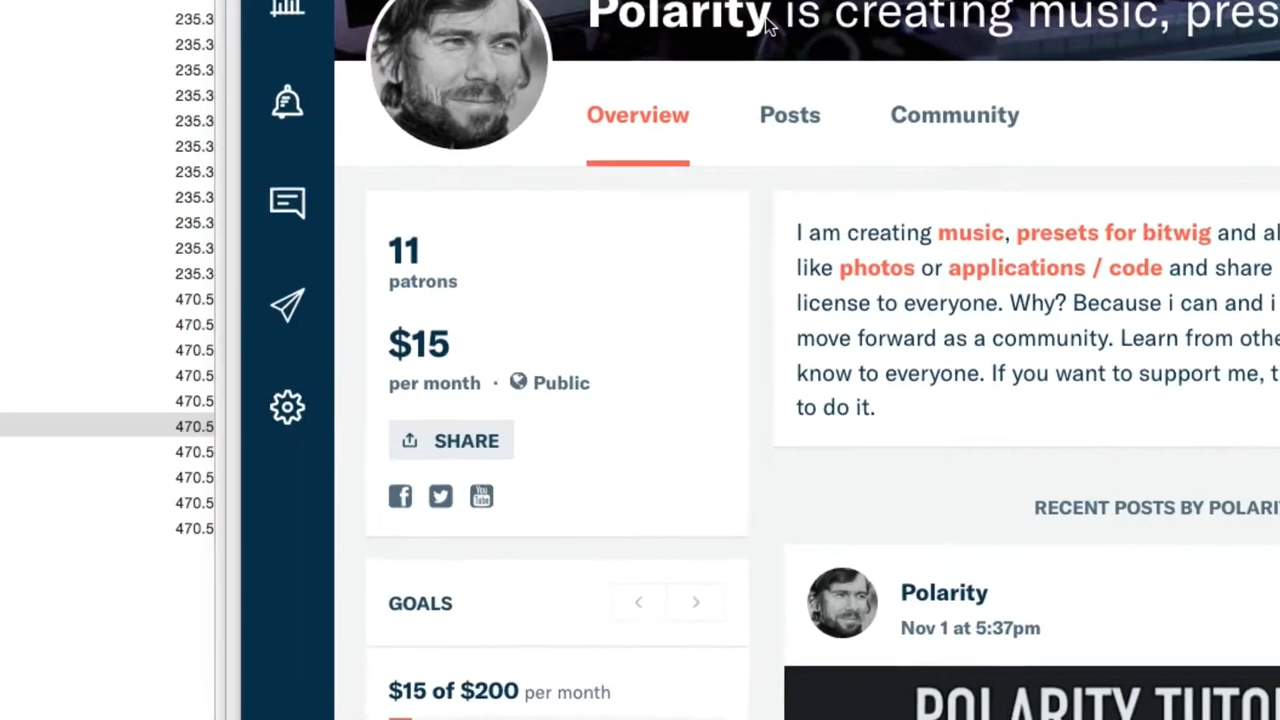 235.3
235.3
235.3
235.3
235.3
235.3
235.3
235.3
235.3
235.3
235.3
470.5
470.5
470.5
470.5
470.5
470.5
470.5
470.5
470.5
470.5
Polarity is creating music, pres
Overview
Posts
Community
11
patrons
$15
per month · Public
SHARE
You
Tube
GOALS
$15 of $200 per month
I am creating music, presets for bitwig and al
like photos or applications / code and share
license to everyone. Why? Because i can and i
move forward as a community. Learn from othe
know to everyone. If you want to support me, t
to do it.
RECENT POSTS BY POLARI
Polarity
Nov 1 at 5:37pm
POLARITY TUTO